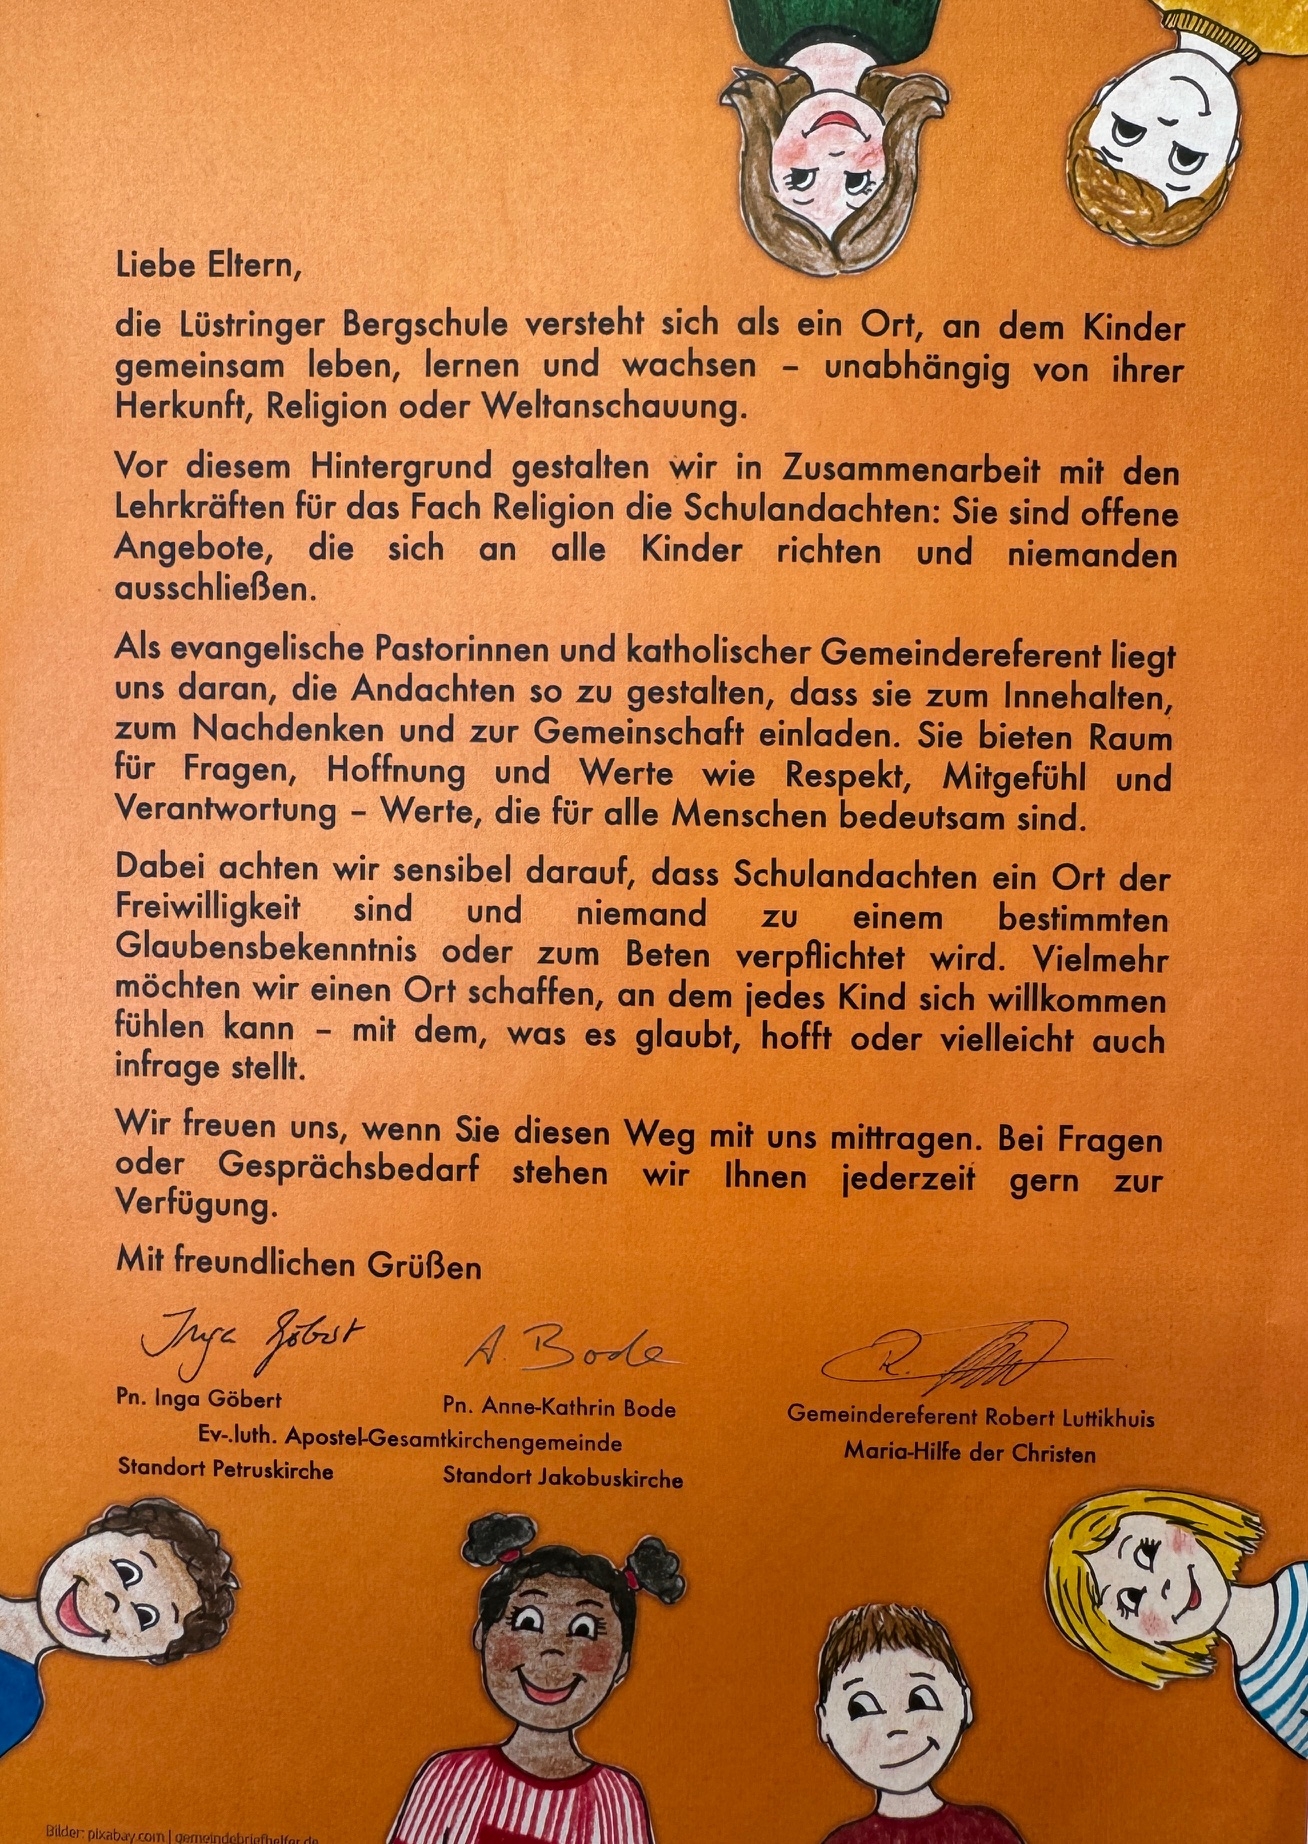 Liebe Eltern,
die Lüstringer Bergschule versteht sich als ein Ort, an dem Kinder
gemeinsam leben, lernen und wachsen – unabhängig von ihrer
Herkunft, Religion oder Weltanschauung.
Vor diesem Hintergrund gestalten wir in Zusammenarbeit mit den
Lehrkräften für das Fach Religion die Schulandachten: Sie sind offene
Angebote, die sich an alle Kinder richten und niemanden
ausschließen.
Als evangelische Pastorinnen und katholischer Gemeindereferent liegt
uns daran, die Andachten so zu gestalten, dass sie zum Innehalten,
zum Nachdenken und zur Gemeinschaft einladen. Sie bieten Raum
für Fragen, Hoffnung und Werte wie Respekt, Mitgefühl und
Verantwortung – Werte, die für alle Menschen bedeutsam sind.
Dabei achten wir sensibel darauf, dass Schulandachten ein Ort der
Freiwilligkeit sind und niemand zu einem bestimmten
Glaubensbekenntnis oder zum Beten verpflichtet wird. Vielmehr
möchten wir einen Ort schaffen, an dem jedes Kind sich willkommen
fühlen kann – mit dem, was es glaubt, hofft oder vielleicht auch
infrage stellt.
Wir freuen uns, wenn Sie diesen Weg mit uns mittragen. Bei Fragen
oder Gesprächsbedarf stehen wir Ihnen jederzeit gern zur
Verfügung.
Mit freundlichen Grüßen
Inga Göbert A. Bode R.
Pn. Inga Göbert Pn. Anne-Kathrin Bode Gemeindereferent Robert Luttikhuis
Ev-.luth. Apostel-Gesamtkirchengemeinde Maria-Hilfe der Christen
Standort Petruskirche Standort Jakobuskirche
Bilder: pixabay.com | gemeindebriefhelfer.de